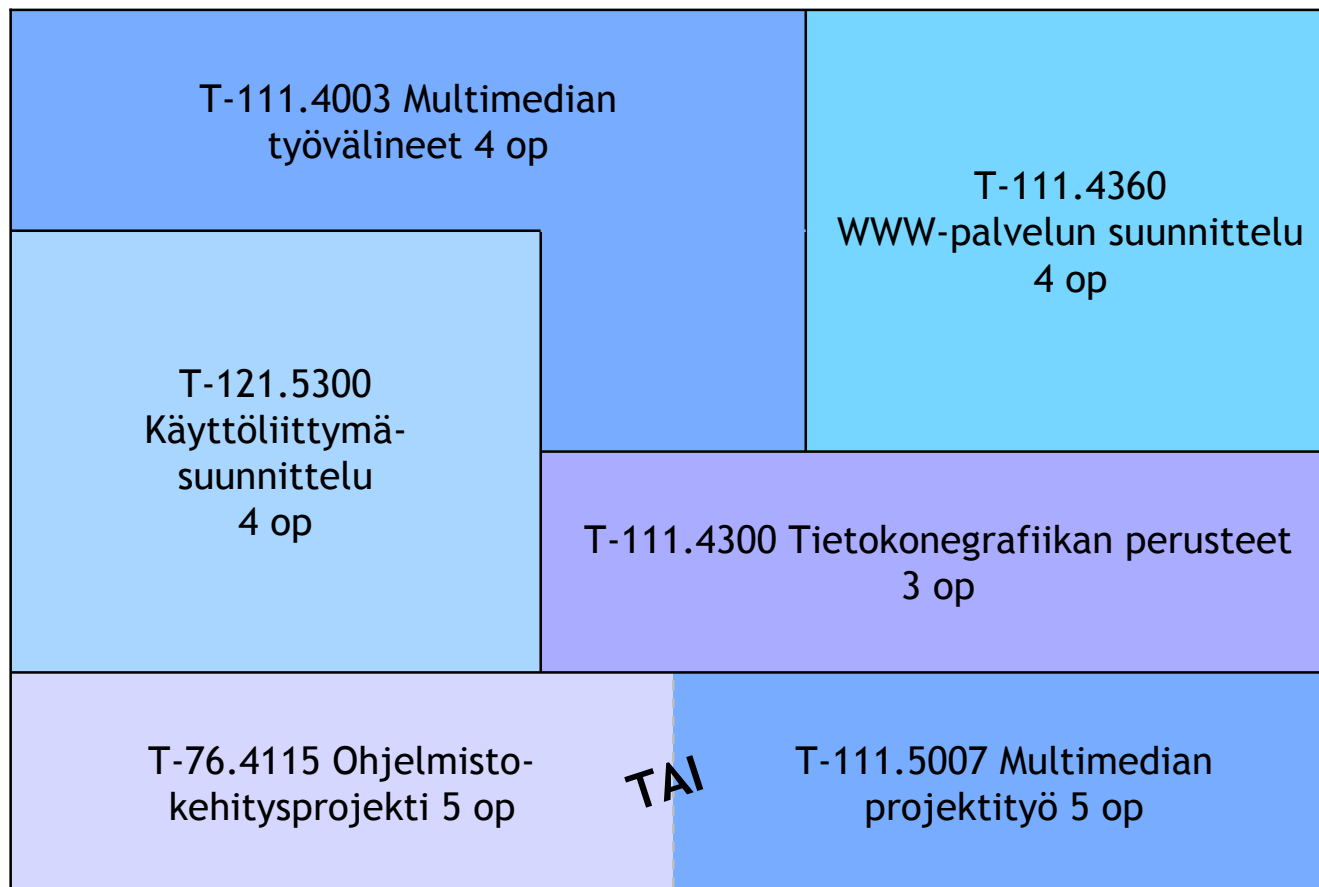 T-111.4003 Multimedian
työvälineet 4 op
T-111.4360
WWW-palvelun suunnittelu
4 op
T-121.5300
Käyttöliittymä-
suunnittelu
4 op
T-111.4300 Tietokonegrafiikan perusteet
3 op
T-76.4115 Ohjelmisto-
kehitysprojekti 5 op
TAI
T-111.5007 Multimedian
projektityö 5 op